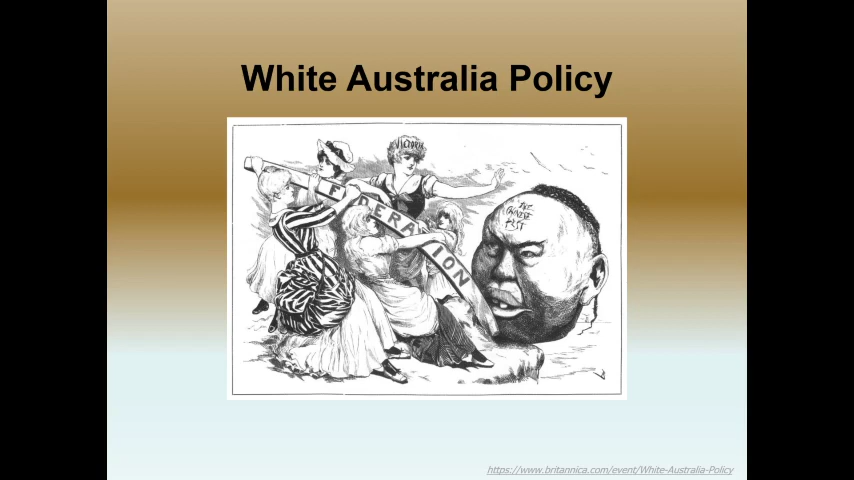 White Australia Policy
VICTORIA
FEDERATION
THE
CHINESE
PEST
https://www.britannica.com/event/White-Australia-Policy